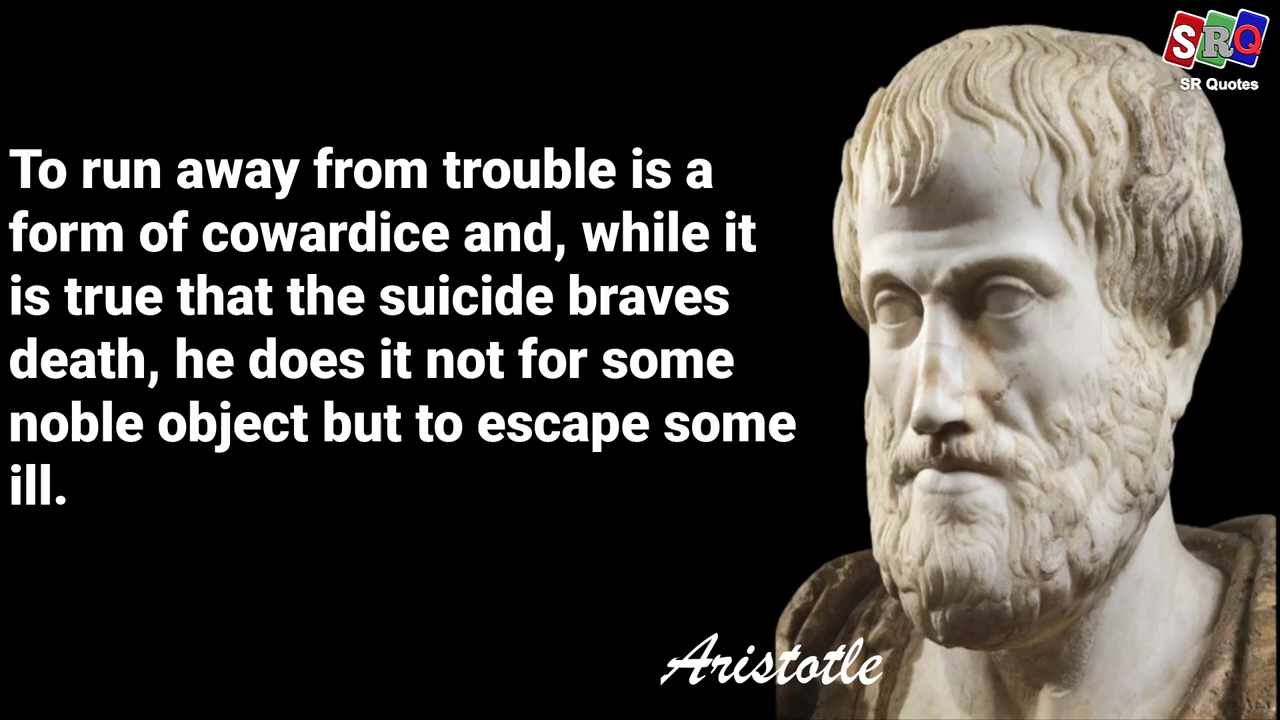 SRQ
SR Quotes
To run away from trouble is a
form of cowardice and, while it
is true that the suicide braves
death, he does it not for some
noble object but to escape some
ill.
Aristotle